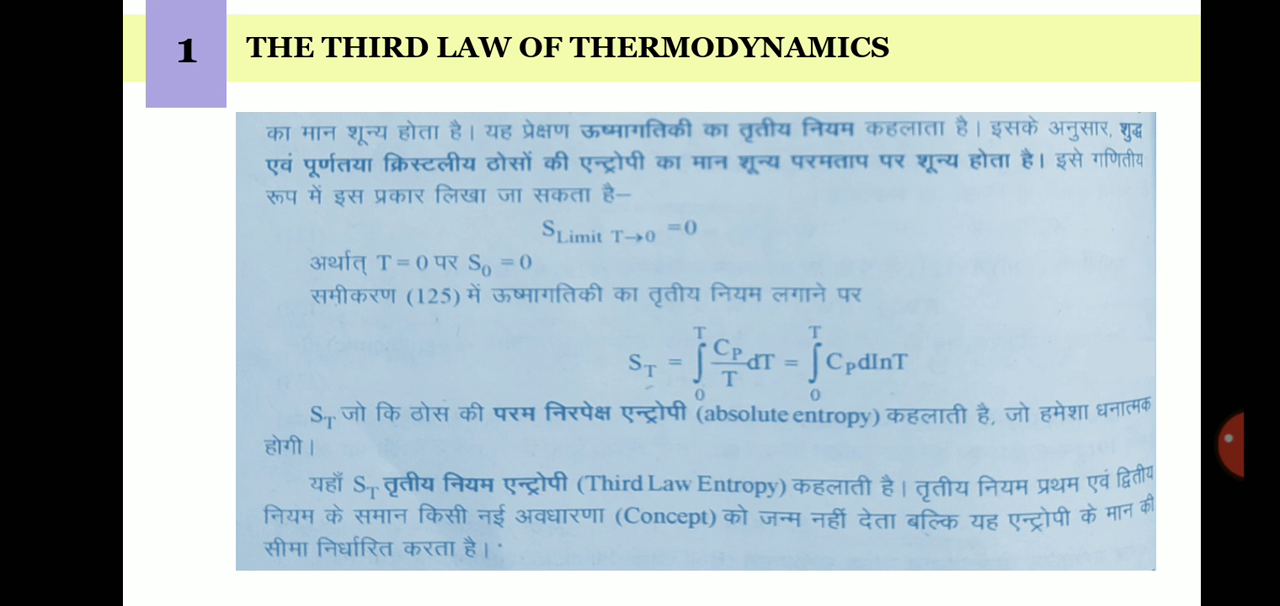 1 THE THIRD LAW OF THERMODYNAMICS
का मान शून्य होता है। यह प्रेक्षण ऊष्मागतिकी का तृतीय नियम कहलाता है। इसके अनुसार, शुद्ध
एवं पूर्णतया क्रिस्टलीय ठोसों की एन्ट्रोपी का मान शून्य परमताप पर शून्य होता है। इसे गणितीय
रूप में इस प्रकार लिखा जा सकता है–
S_Limit T→0 =0
अर्थात् T = 0 पर S₀ = 0
समीकरण (125) में ऊष्मागतिकी का तृतीय नियम लगाने पर
S_T = ∫₀ᵀ C_P/T dT = ∫₀ᵀ C_P dlnT
S_T जो कि ठोस की परम निरपेक्ष एन्ट्रोपी (absolute entropy) कहलाती है, जो हमेशा धनात्मक
होगी।
यहाँ S_T तृतीय नियम एन्ट्रोपी (Third Law Entropy) कहलाती है। तृतीय नियम प्रथम एवं द्वितीय
नियम के समान किसी नई अवधारणा (Concept) को जन्म नहीं देता बल्कि यह एन्ट्रोपी के मान की
सीमा निर्धारित करता है।